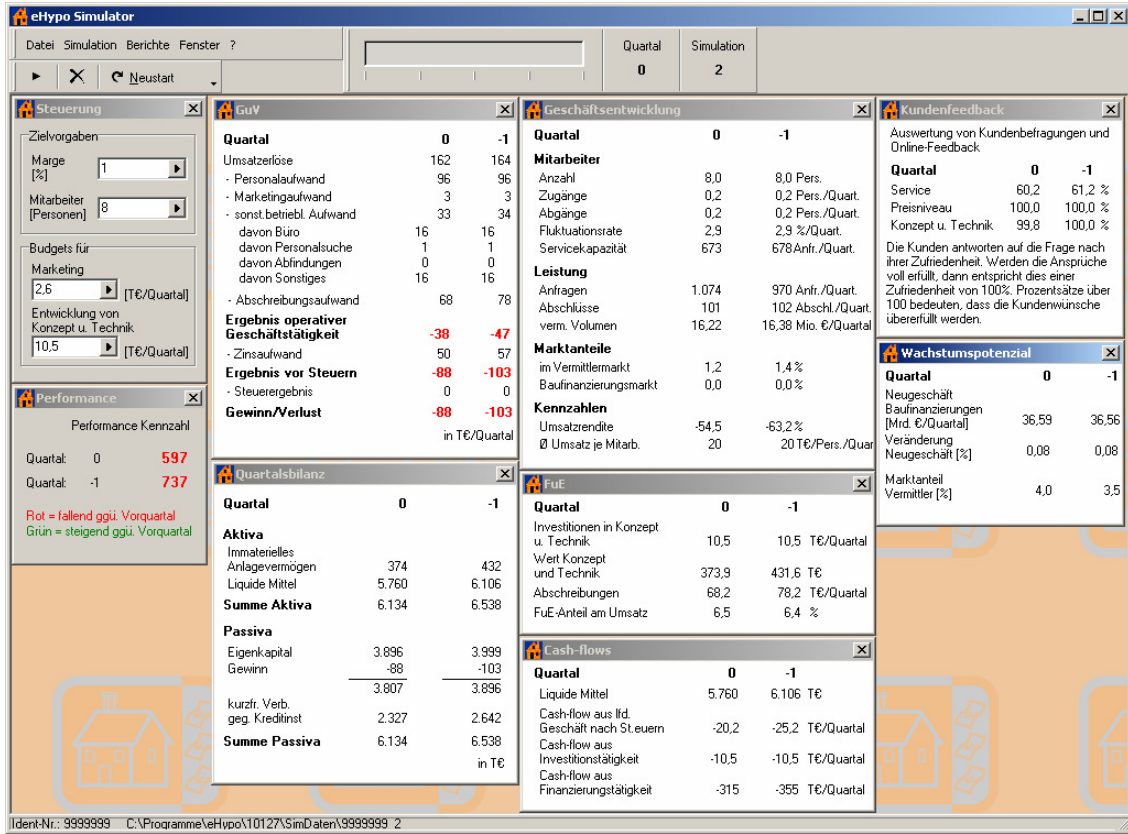 eHypo Simulator
Datei Simulation Berichte Fenster ?
Neustart
Quartal Simulation
0 2
Steuerung
Zielvorgaben
Marge
[%] 1
Mitarbeiter
[Personen] 8
Budgets für
Marketing
2,6 [T€/Quartal]
Entwicklung von
Konzept u. Technik
10,5 [T€/Quartal]
Performance
Performance Kennzahl
Quartal: 0 597
Quartal: -1 737
Rot = fallend ggü. Vorquartal
Grün = steigend ggü. Vorquartal
GuV
Quartal 0 -1
Umsatzerlöse 162 164
- Personalaufwand 96 96
- Marketingaufwand 3 3
- sonst.betriebl. Aufwand 33 34
davon Büro 16 16
davon Personalsuche 1 1
davon Abfindungen 0 0
davon Sonstiges 16 16
- Abschreibungsaufwand 68 78
Ergebnis operativer
Geschäftstätigkeit -38 -47
- Zinsaufwand 50 57
Ergebnis vor Steuern -88 -103
- Steuerergebnis 0 0
Gewinn/Verlust -88 -103
in T€/Quartal
Quartalsbilanz
Quartal 0 -1
Aktiva
Immaterielles
Anlagevermögen 374 432
Liquide Mittel 5.760 6.106
Summe Aktiva 6.134 6.538
Passiva
Eigenkapital 3.896 3.999
Gewinn -88 -103
3.807 3.896
kurzfr. Verb.
geg. Kreditinst 2.327 2.642
Summe Passiva 6.134 6.538
in T€
Geschäftsentwicklung
Quartal 0 -1
Mitarbeiter
Anzahl 8,0 8,0 Pers.
Zugänge 0,2 0,2 Pers./Quart.
Abgänge 0,2 0,2 Pers./Quart.
Fluktuationsrate 2,9 2,9 %/Quart.
Servicekapazität 673 678 Anfr./Quart.
Leistung
Anfragen 1.074 970 Anfr./Quart.
Abschlüsse 101 102 Abschl./Quart.
verm. Volumen 16,22 16,38 Mio. €/Quartal
Marktanteile
im Vermittlermarkt 1,2 1,4 %
Baufinanzierungsmarkt 0,0 0,0 %
Kennzahlen
Umsatzrendite -54,5 -63,2 %
Ø Umsatz je Mitarb. 20 20 T€/Pers./Quar
FuE
Quartal 0 -1
Investitionen in Konzept
u. Technik 10,5 10,5 T€/Quartal
Wert Konzept
und Technik 373,9 431,6 T€
Abschreibungen 68,2 78,2 T€/Quartal
FuE-Anteil am Umsatz 6,5 6,4 %
Cash-flows
Quartal 0 -1
Liquide Mittel 5.760 6.106 T€
Cash-flow aus lfd.
Geschäft nach St.euern -20,2 -25,2 T€/Quartal
Cash-flow aus
Investitionstätigkeit -10,5 -10,5 T€/Quartal
Cash-flow aus
Finanzierungstätigkeit -315 -355 T€/Quartal
Kundenfeedback
Auswertung von Kundenbefragungen und
Online-Feedback
Quartal 0 -1
Service 60,2 61,2 %
Preisniveau 100,0 100,0 %
Konzept u. Technik 99,8 100,0 %
Die Kunden antworten auf die Frage nach
ihrer Zufriedenheit. Werden die Ansprüche
voll erfüllt, dann entspricht dies einer
Zufriedenheit von 100%. Prozentsätze über
100 bedeuten, dass die Kundenwünsche
übererfüllt werden.
Wachstumspotenzial
Quartal 0 -1
Neugeschäft
Baufinanzierungen
[Mrd. €/Quartal] 36,59 36,56
Veränderung
Neugeschäft [%] 0,08 0,08
Marktanteil
Vermittler [%] 4,0 3,5
Ident-Nr.: 9999999 C:\Programme\eHypo\10127\SimDaten\9999999 2